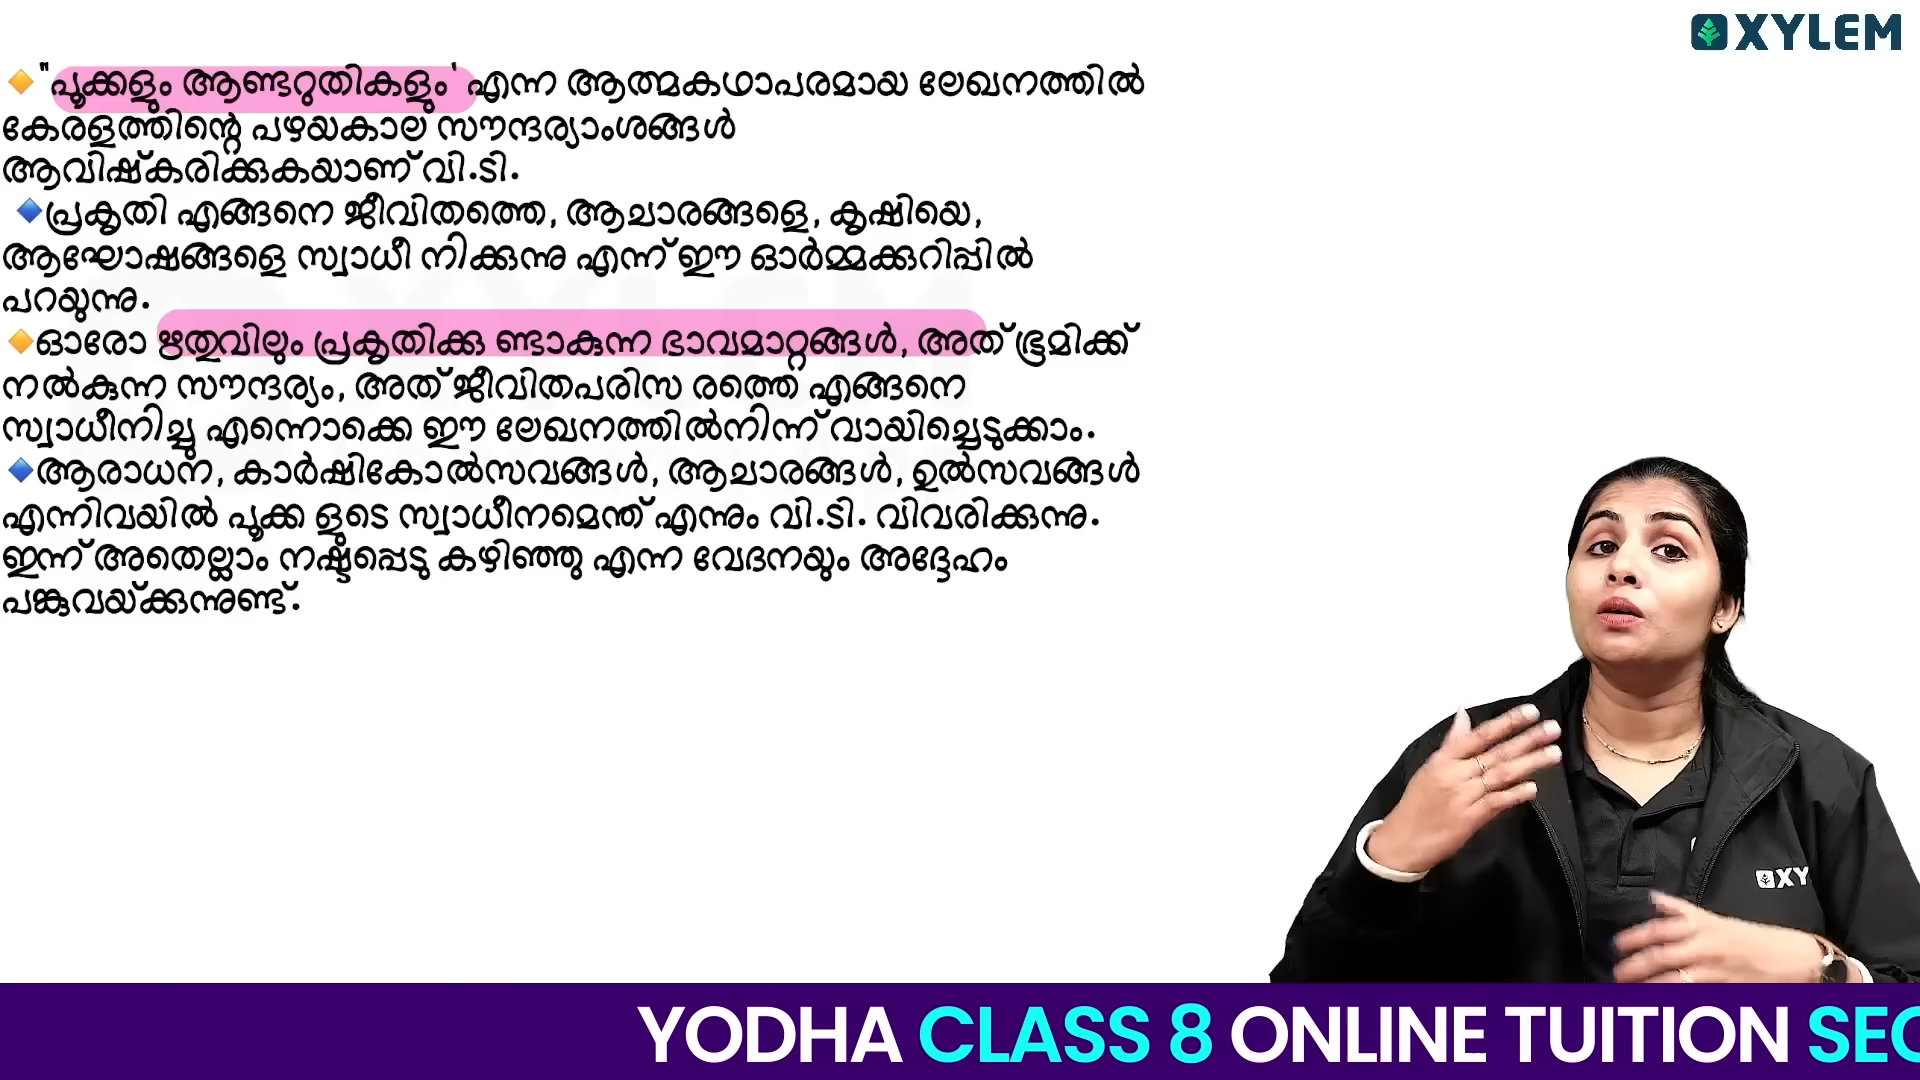 XYLEM
"പൂക്കളും ആണ്ടറുതികളും' എന്ന ആത്മകഥാപരമായ ലേഖനത്തിൽ
കേരളത്തിന്റെ പഴയകാല സൗന്ദര്യാംശങ്ങൾ
ആവിഷ്കരിക്കുകയാണ് വി.ടി.
പ്രകൃതി എങ്ങനെ ജീവിതത്തെ, ആചാരങ്ങളെ, കൃഷിയെ,
ആഘോഷങ്ങളെ സ്വാധീ നിക്കുന്നു എന്ന് ഈ ഓർമ്മക്കുറിപ്പിൽ
പറയുന്നു.
ഓരോ ഋതുവിലും പ്രകൃതിക്കു ണ്ടാകുന്ന ഭാവമാറ്റങ്ങൾ, അത് ഭൂമിക്ക്
നൽകുന്ന സൗന്ദര്യം, അത് ജീവിതപരിസ രത്തെ എങ്ങനെ
സ്വാധീനിച്ചു എന്നൊക്കെ ഈ ലേഖനത്തിൽനിന്ന് വായിച്ചെടുക്കാം.
ആരാധന, കാർഷികോൽസവങ്ങൾ, ആചാരങ്ങൾ, ഉൽസവങ്ങൾ
എന്നിവയിൽ പൂക്ക ളുടെ സ്വാധീനമെന്ത് എന്നും വി.ടി. വിവരിക്കുന്നു.
ഇന്ന് അതെല്ലാം നഷ്ടപ്പെടു കഴിഞ്ഞു എന്ന വേദനയും അദ്ദേഹം
പങ്കുവയ്ക്കുന്നുണ്ട്.
XY
YODHA CLASS 8 ONLINE TUITION SEC